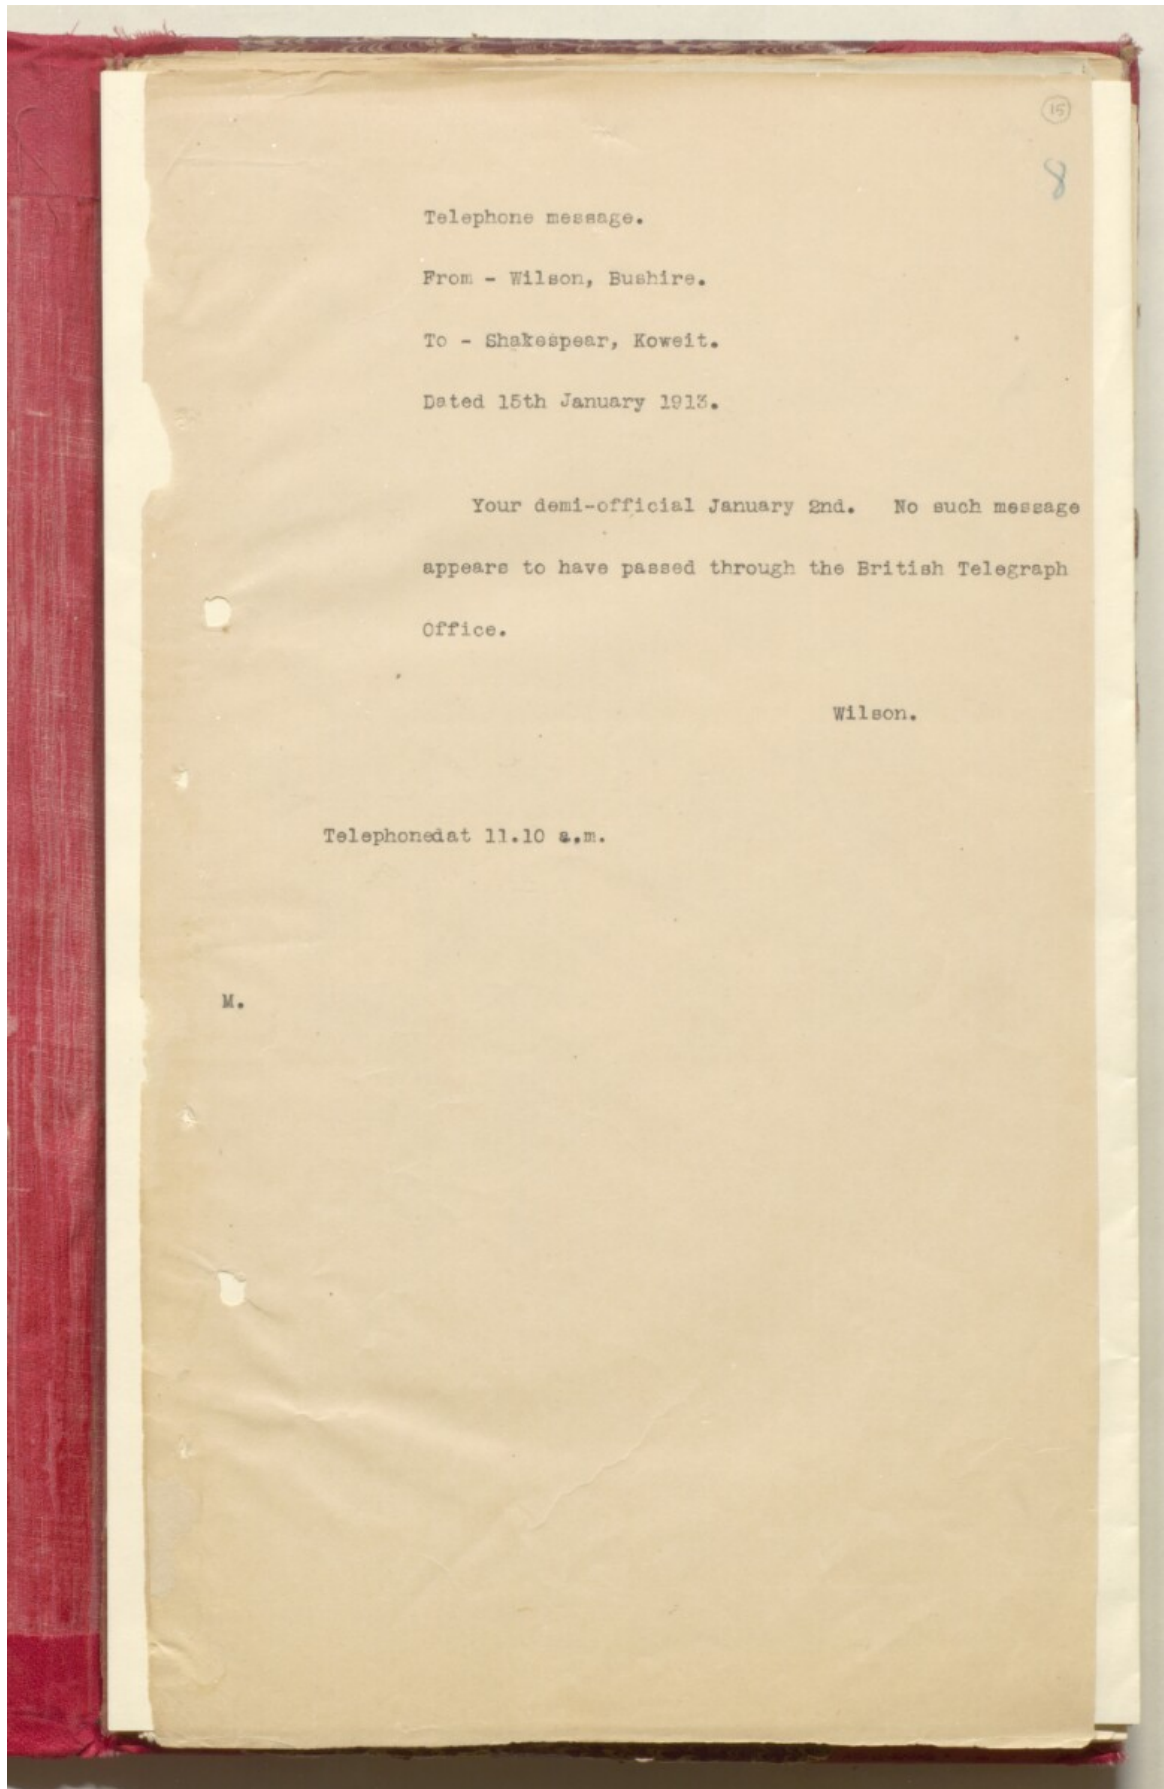 15
8
Telephone message.
From - Wilson, Bushire.
To - Shakespear, Koweit.
Dated 15th January 1913.
Your demi-official January 2nd. No such message
appears to have passed through the British Telegraph
Office.
Wilson.
Telephonedat 11.10 a.m.
M.